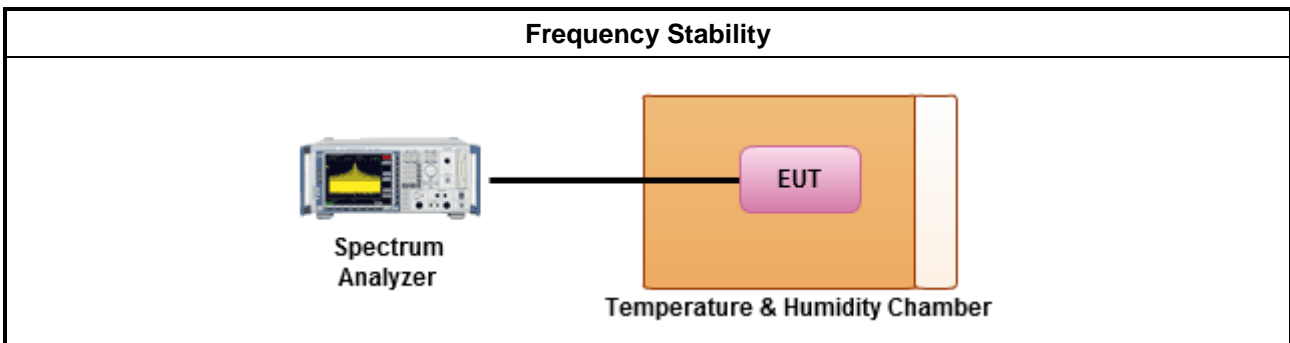 Frequency Stability
EUT
Spectrum
Analyzer
Temperature & Humidity Chamber